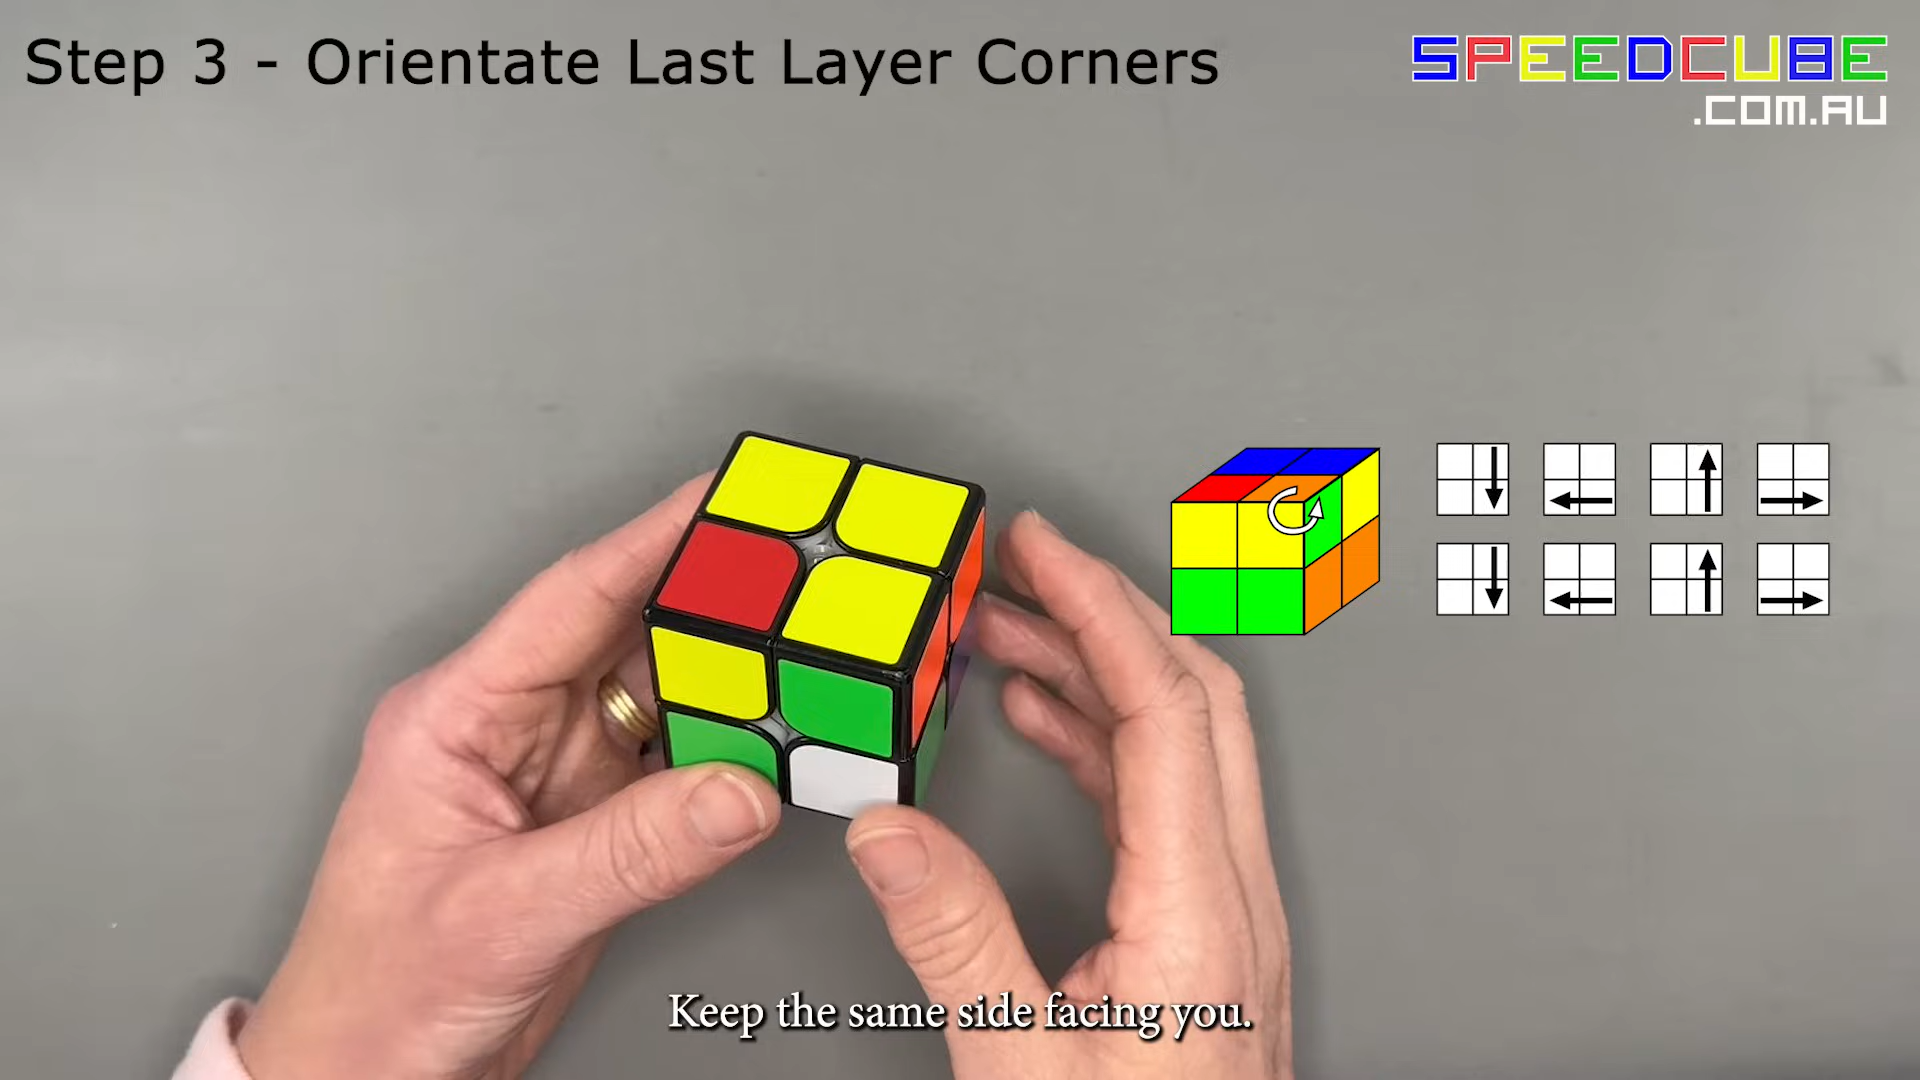 Step 3 - Orientate Last Layer Corners
SPEEDCUBE
.COM.AU
Keep the same side facing you.